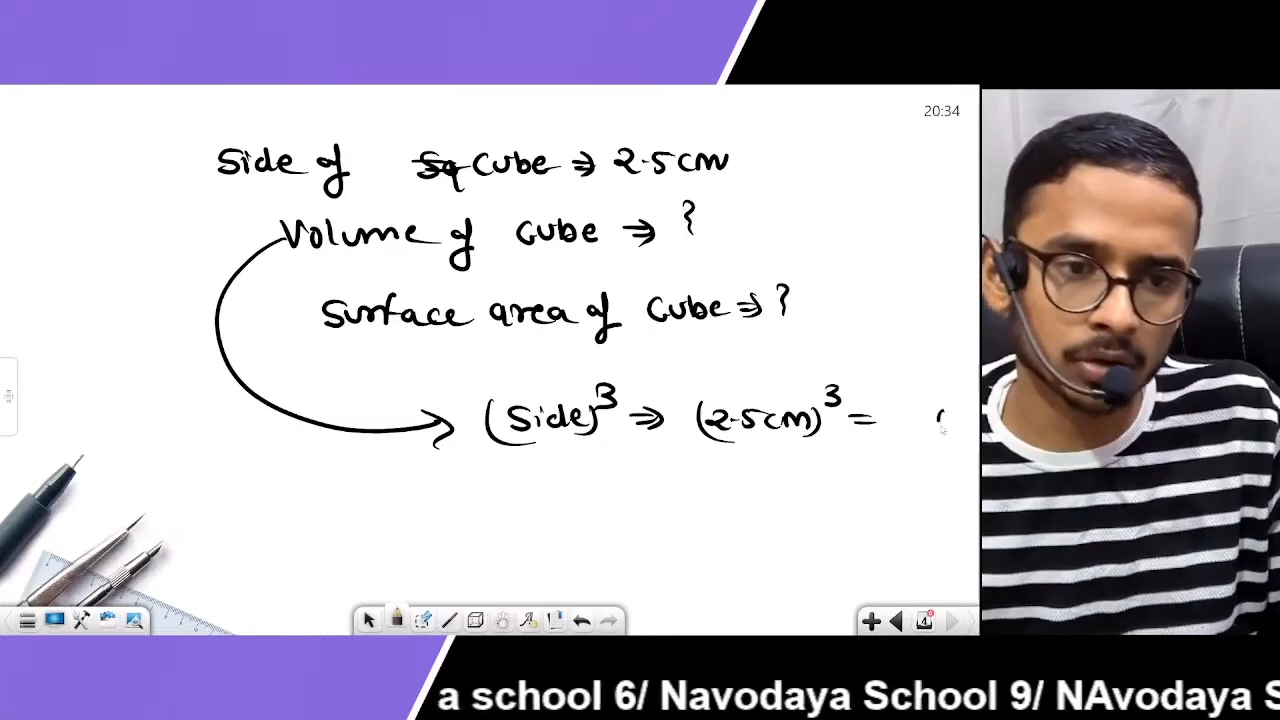 20:34
Side of Sq Cube ⇒ 2.5cm
Volume of Cube ⇒ ?
Surface area of Cube ⇒ ?
(Side)³ ⇒ (2.5cm)³ =
a school 6/ Navodaya School 9/ NAvodaya S